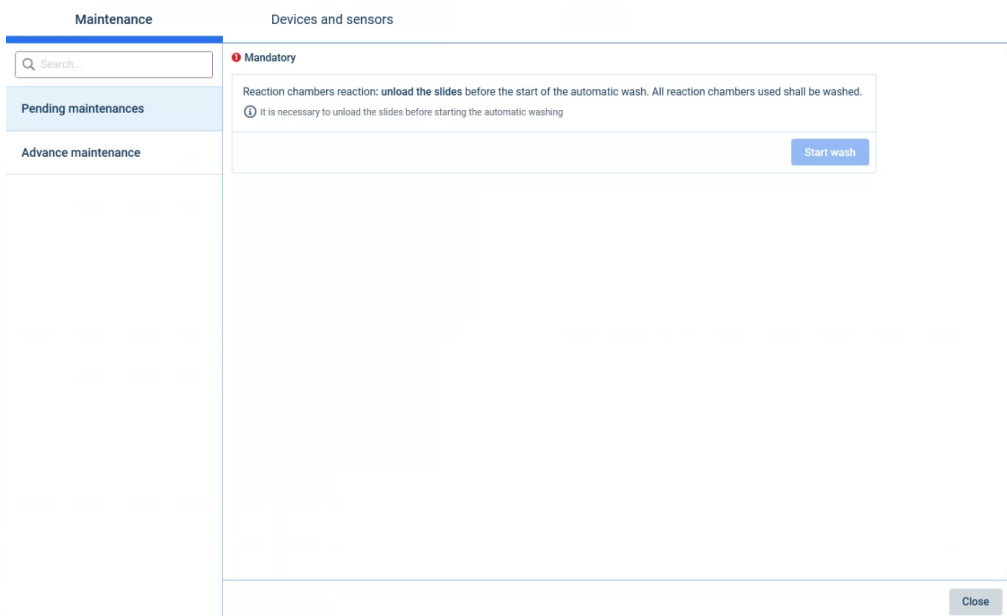 Maintenance
Devices and sensors
Search...
Pending maintenances
Advance maintenance
Mandatory
Reaction chambers reaction: unload the slides before the start of the automatic wash. All reaction chambers used shall be washed.
It is necessary to unload the slides before starting the automatic washing
Start wash
Close